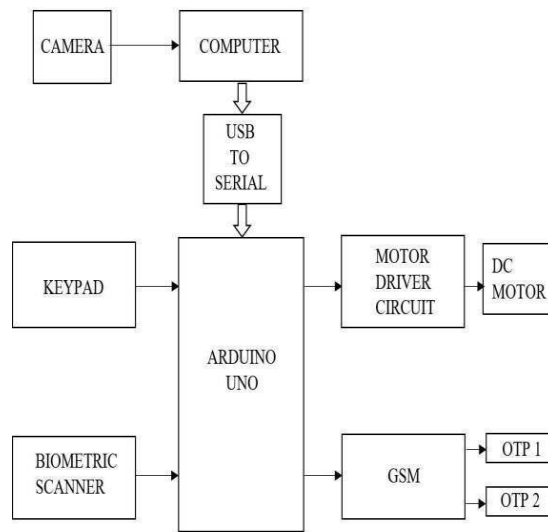 CAMERA
COMPUTER
USB
TO
SERIAL
KEYPAD
ARDUINO
UNO
MOTOR
DRIVER
CIRCUIT
DC
MOTOR
BIOMETRIC
SCANNER
GSM
OTP 1
OTP 2